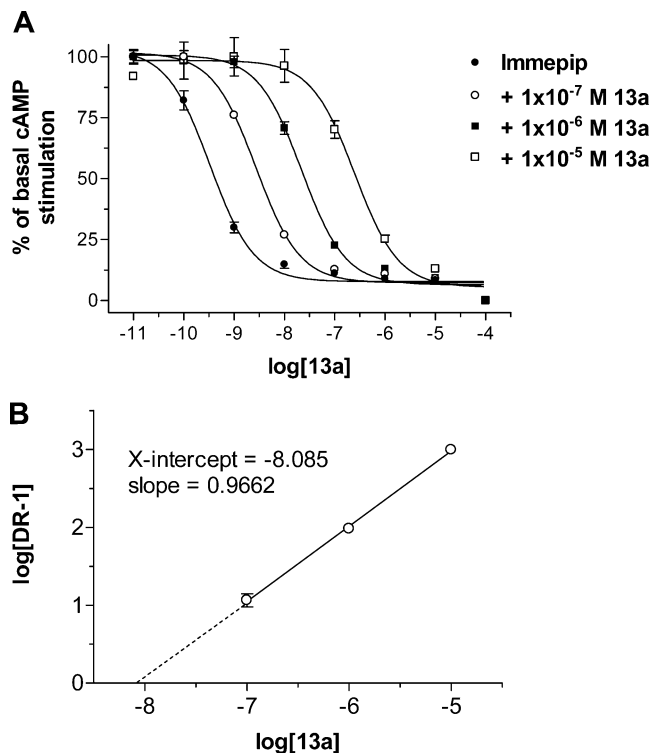 A
% of basal cAMP
stimulation
100
75
50
25
0
-11 -10 -9 -8 -7 -6 -5 -4
log[13a]
Immepip
+ 1x10⁻⁷ M 13a
+ 1x10⁻⁶ M 13a
+ 1x10⁻⁵ M 13a
B
X-intercept = -8.085
slope = 0.9662
log[DR-1]
3
2
1
0
-8 -7 -6 -5
log[13a]